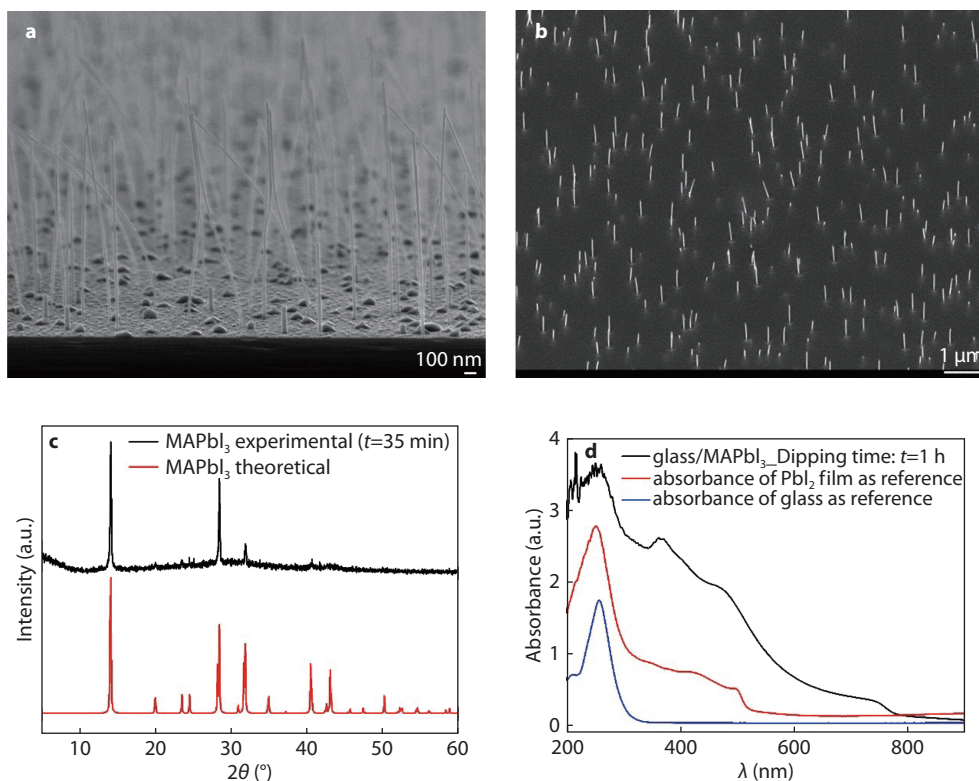 a
100 nm
b
1 µm
c
MAPbI₃ experimental (t=35 min)
MAPbI₃ theoretical
Intensity (a.u.)
10
20
30
40
50
60
2θ (°)
d
glass/MAPbI₃_Dipping time: t=1 h
absorbance of PbI₂ film as reference
absorbance of glass as reference
Absorbance (a.u.)
4
3
2
1
0
200
400
600
800
λ (nm)